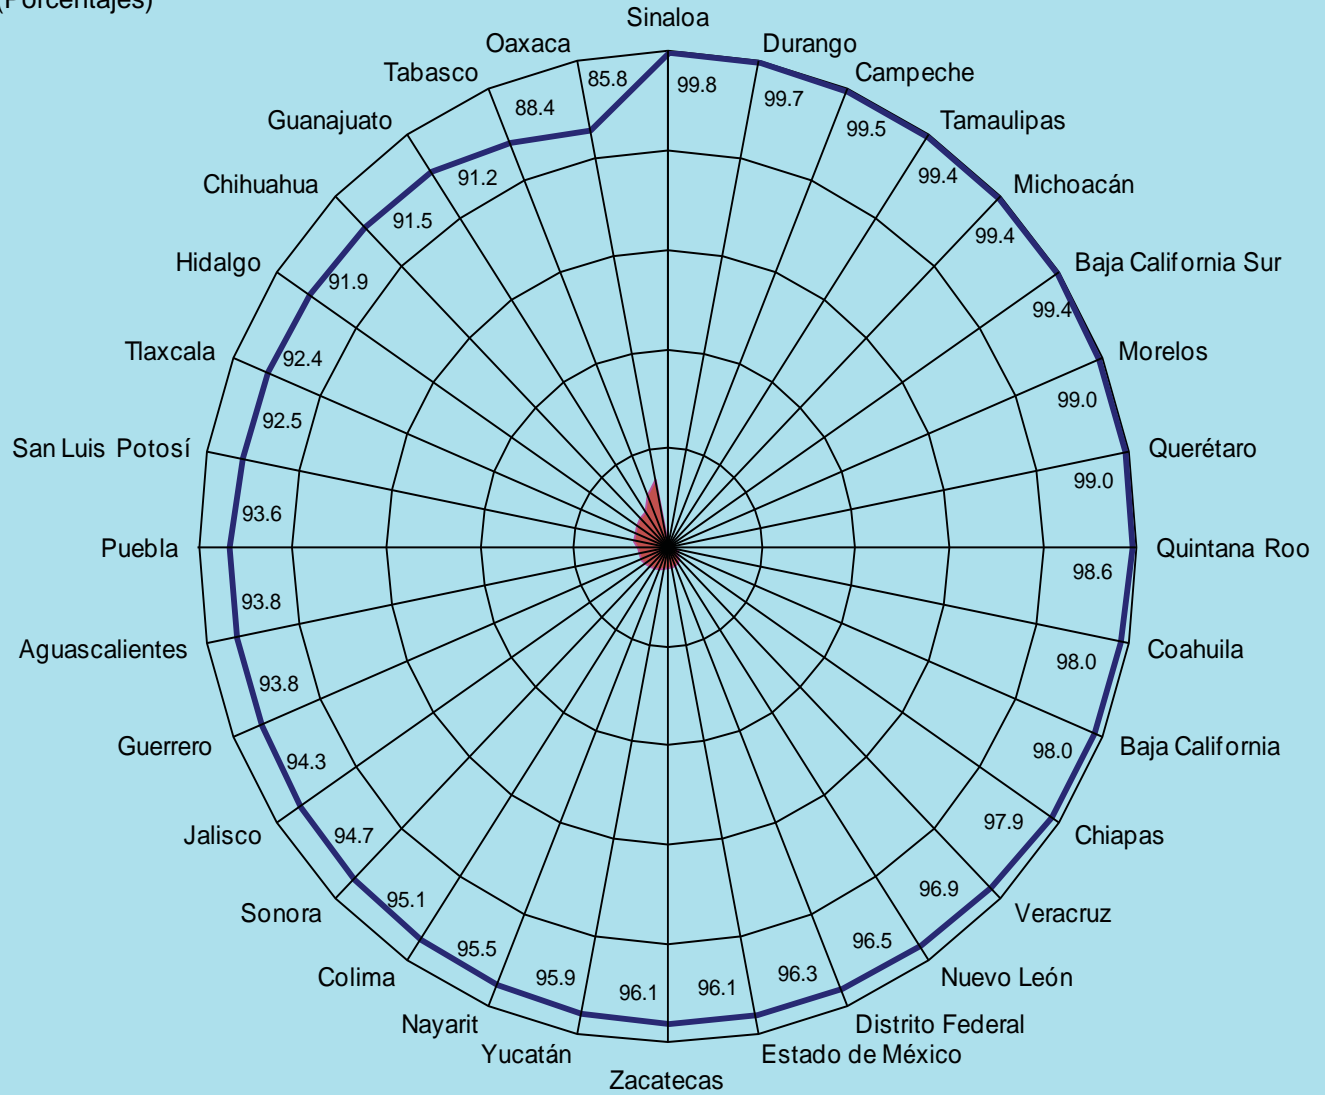 (Porcentajes)
Sinaloa
Durango
Campeche
Tamaulipas
Michoacán
Baja California Sur
Morelos
Querétaro
Quintana Roo
Coahuila
Baja California
Chiapas
Veracruz
Nuevo León
Distrito Federal
Estado de México
Zacatecas
Yucatán
Nayarit
Colima
Sonora
Jalisco
Guerrero
Aguascalientes
Puebla
San Luis Potosí
Tlaxcala
Hidalgo
Chihuahua
Guanajuato
Tabasco
Oaxaca
99.8
99.7
99.5
99.4
99.4
99.4
99.0
99.0
98.6
98.0
98.0
97.9
96.9
96.5
96.3
96.1
96.1
95.9
95.5
95.1
94.7
94.3
93.8
93.8
93.6
92.5
92.4
91.9
91.5
91.2
88.4
85.8